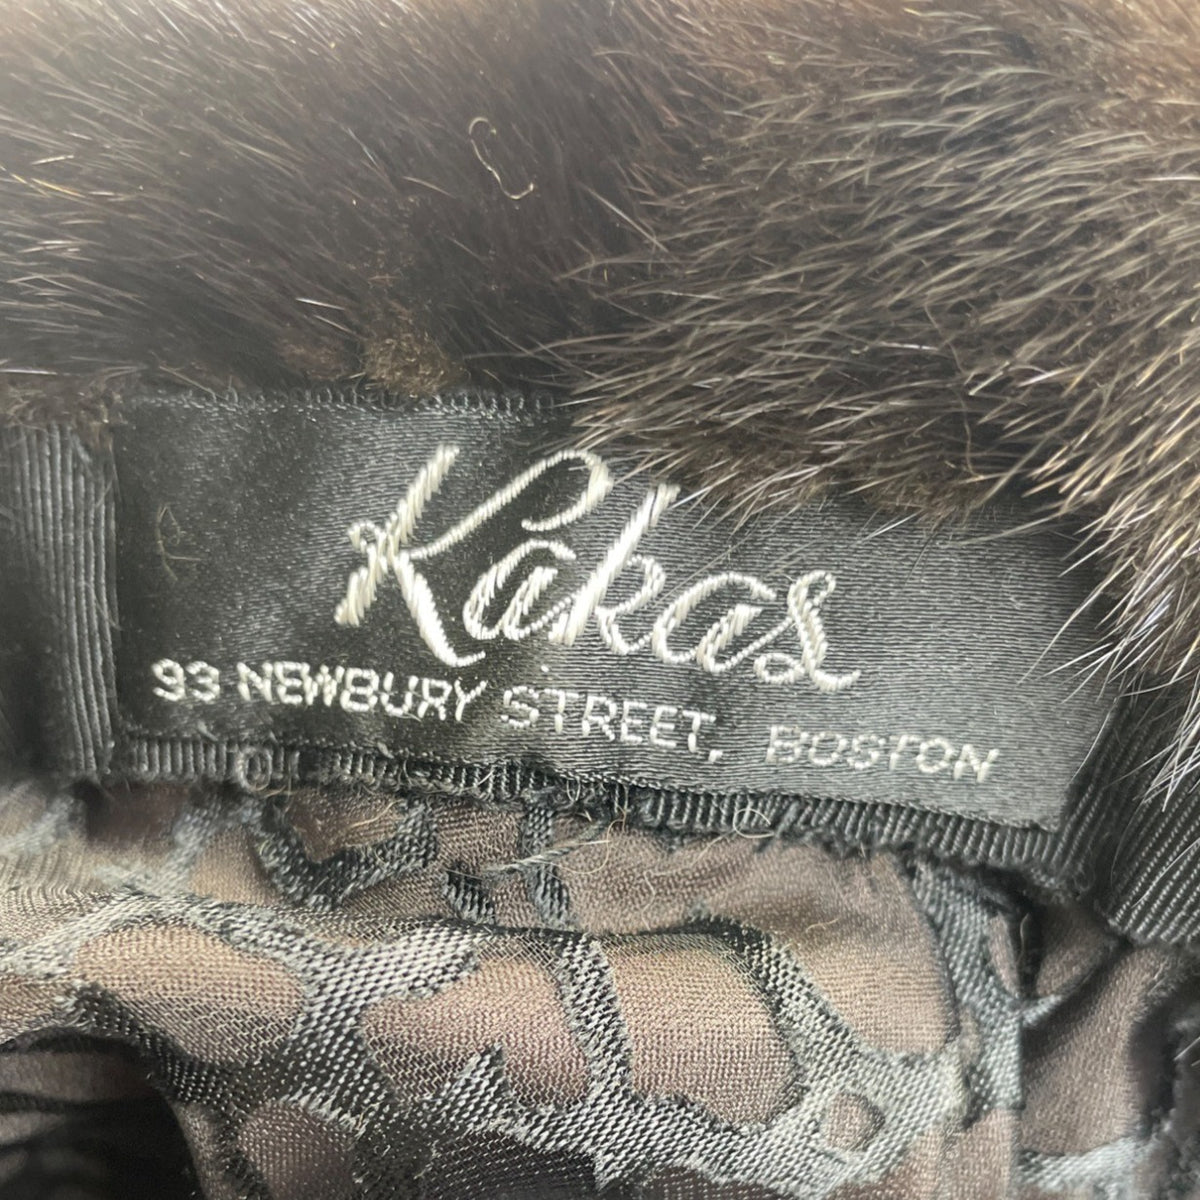 Kakas
93 NEWBURY STREET, BOSTON